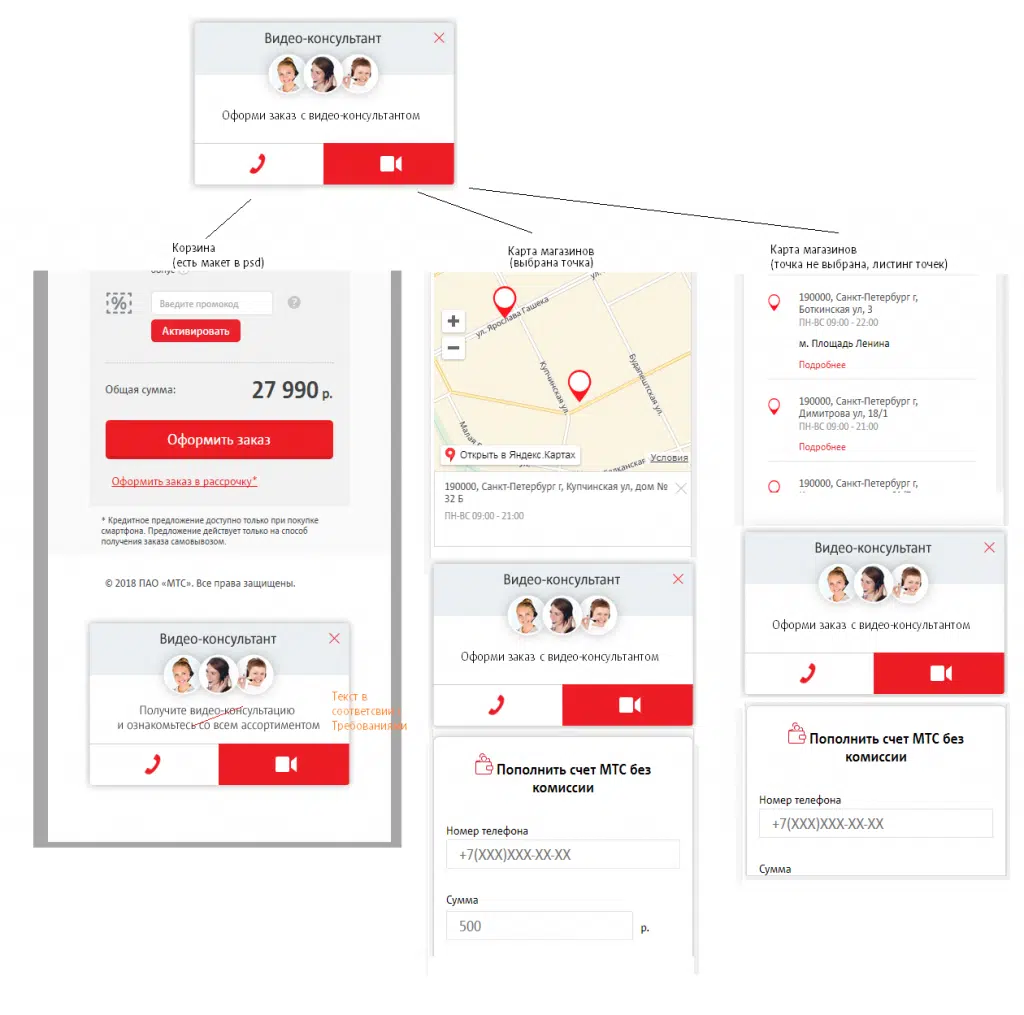 Видео-консультант
Оформи заказ с видео-консультантом
Корзина
(есть макет в psd)
%
Введите промокод
?
Активировать
Общая сумма:
27 990 р.
Оформить заказ
Оформить заказ в рассрочку*
* Кредитное предложение доступно только при покупке
смартфона. Предложение действует только на способ
получения заказа самовывозом.
© 2018 ПАО «МТС». Все права защищены.
Видео-консультант
Получите видео-консультацию
и ознакомьтесь со всем ассортиментом
Текст в
соответсвии
Требованиями
Карта магазинов
(выбрана точка)
ул. Ярослава Гашека
Купчинская ул.
Будапештская ул.
Малая
Балканская
Открыть в Яндекс.Картах
Условия
190000, Санкт-Петербург г, Купчинская ул, дом №
32 Б
ПН-ВС 09:00 - 21:00
Видео-консультант
Оформи заказ с видео-консультантом
Пополнить счет МТС без
комиссии
Номер телефона
+7(XXX)XXX-XX-XX
Сумма
500
р.
Карта магазинов
(точка не выбрана, листинг точек)
190000, Санкт-Петербург г,
Боткинская ул, 3
ПН-ВС 09:00 - 22:00
м. Площадь Ленина
Подробнее
190000, Санкт-Петербург г,
Димитрова ул, 18/1
ПН-ВС 09:00 - 21:00
Подробнее
190000, Санкт-Петербург г,
Видео-консультант
Оформи заказ с видео-консультантом
Пополнить счет МТС без
комиссии
Номер телефона
+7(XXX)XXX-XX-XX
Сумма